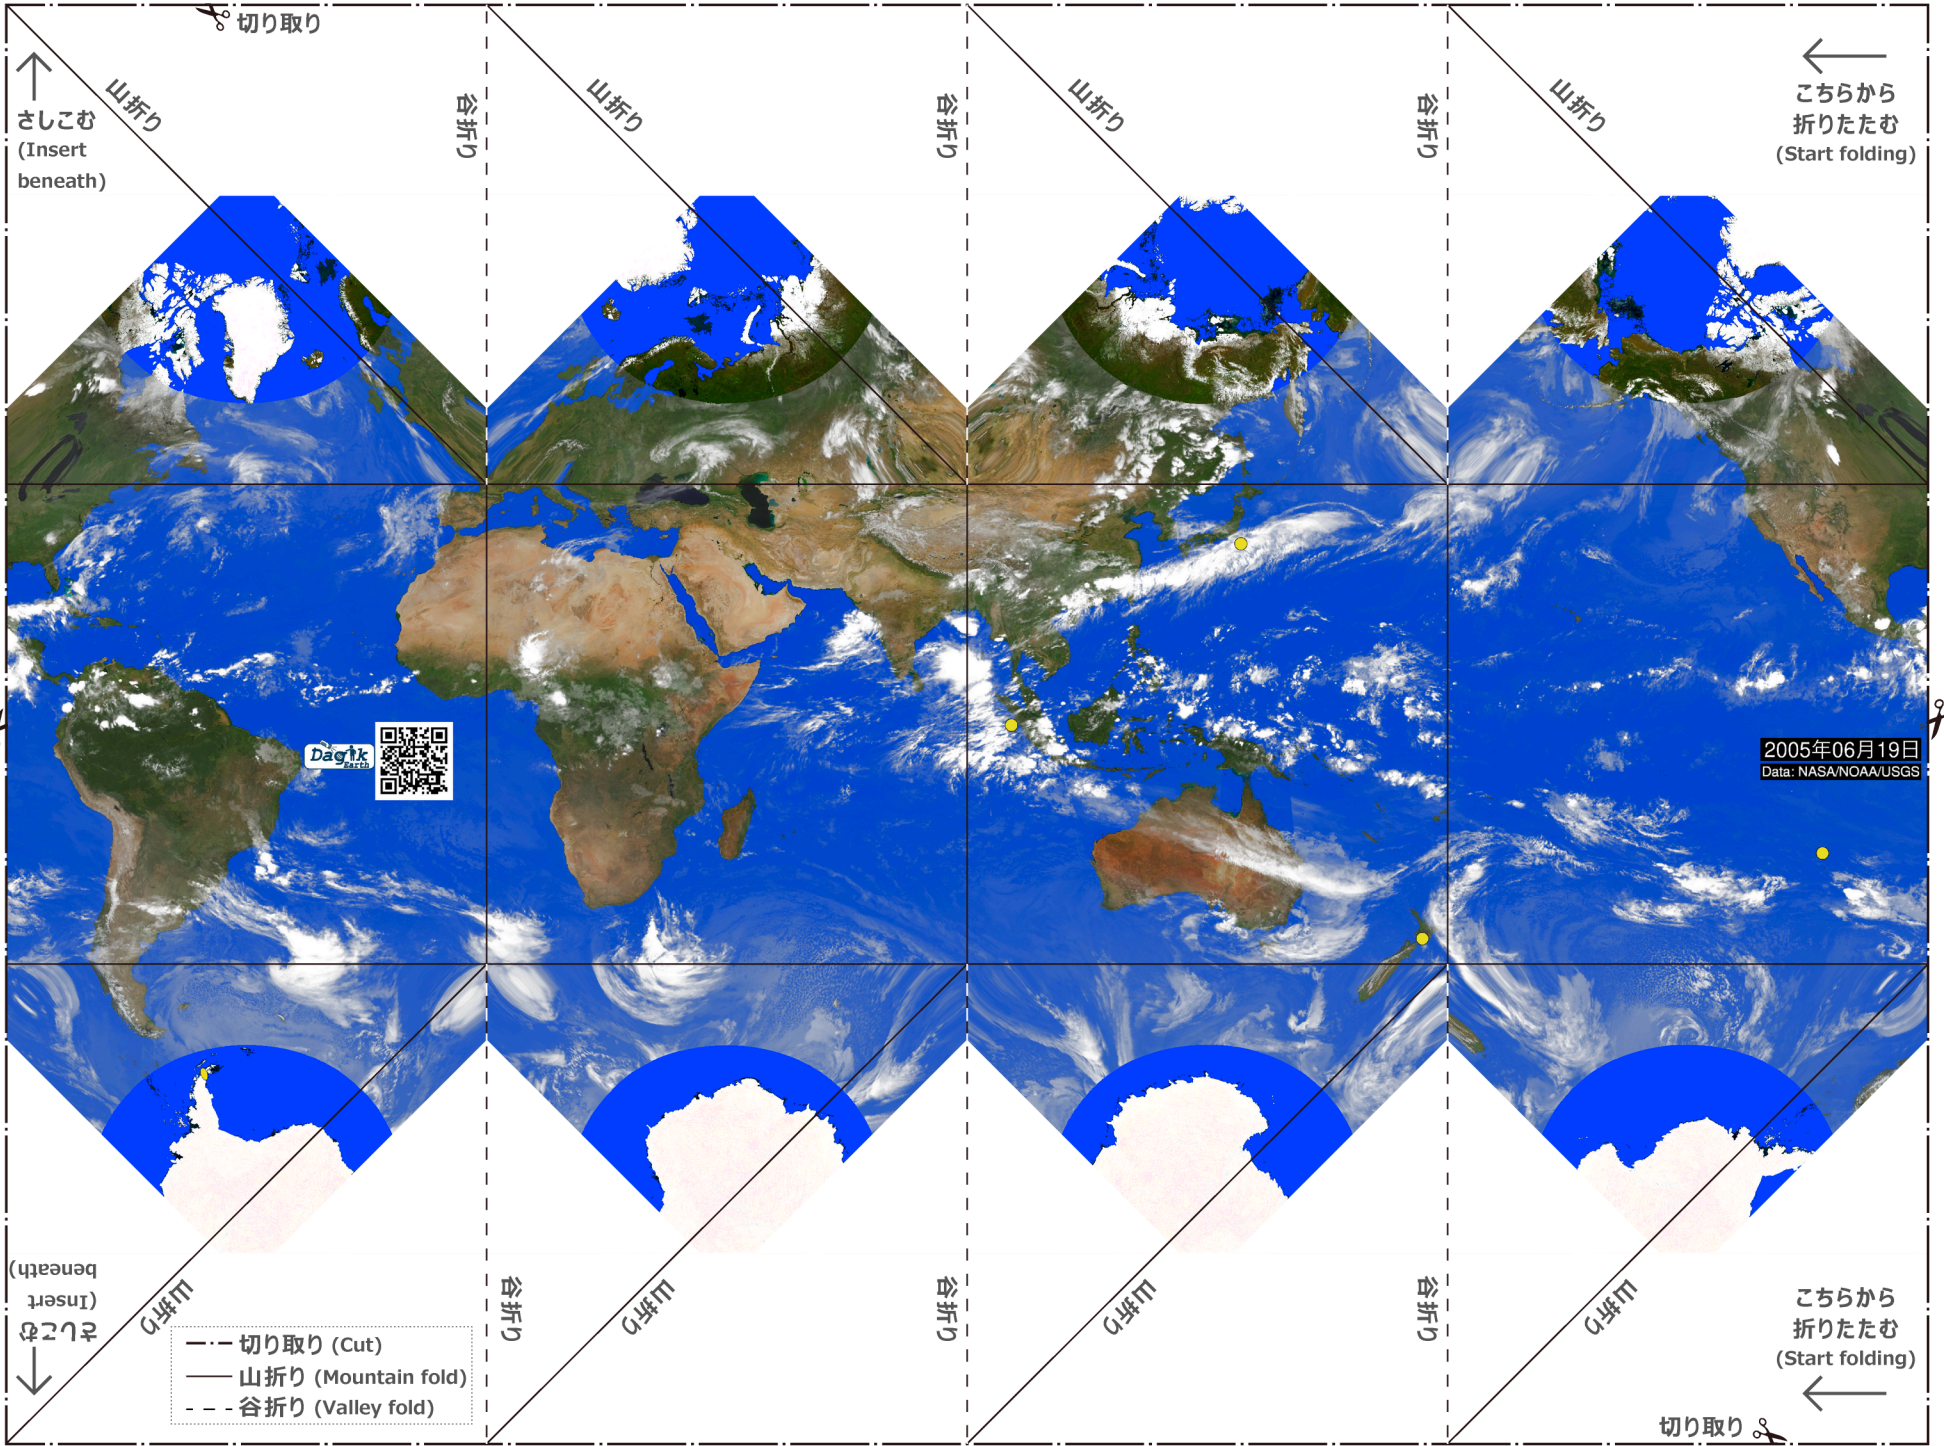 切り取り
さしこむ
(Insert
beneath)
山折り
谷折り
山折り
谷折り
山折り
谷折り
山折り
こちらから
折りたたむ
(Start folding)
Dagik
Earth
2005年06月19日
Data: NASA/NOAA/USGS
さしこむ
(Insert
beneath)
山折り
谷折り
山折り
谷折り
山折り
谷折り
山折り
こちらから
折りたたむ
(Start folding)
切り取り (Cut)
山折り (Mountain fold)
谷折り (Valley fold)
切り取り